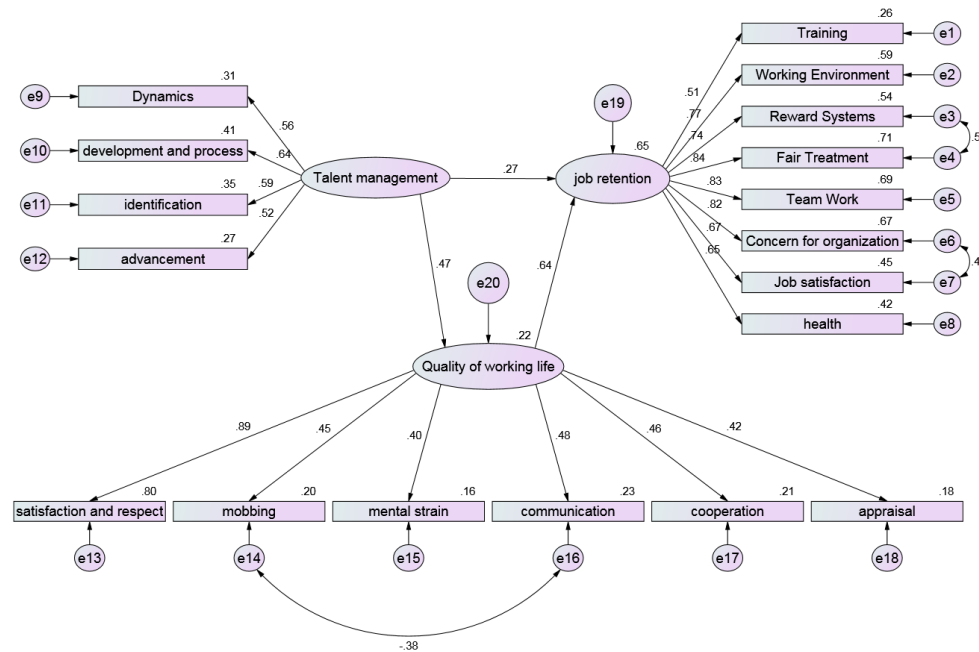 .26
Training
e1
.59
Working Environment
e2
.54
Reward Systems
e3
.71
Fair Treatment
e4
.5
.69
Team Work
e5
.67
Concern for organization
e6
.45
Job satisfaction
e7
.4
.42
health
e8
.51
.77
.74
.84
.83
.82
.67
.65
e19
.65
job retention
.27
e9
.31
Dynamics
e10
.41
development and process
e11
.35
identification
e12
.27
advancement
.56
.64
.59
.52
Talent management
.47
.64
e20
.22
Quality of working life
.89
.45
.40
.48
.46
.42
.80
satisfaction and respect
.20
mobbing
.16
mental strain
.23
communication
.21
cooperation
.18
appraisal
e13
e14
e15
e16
e17
e18
-.38